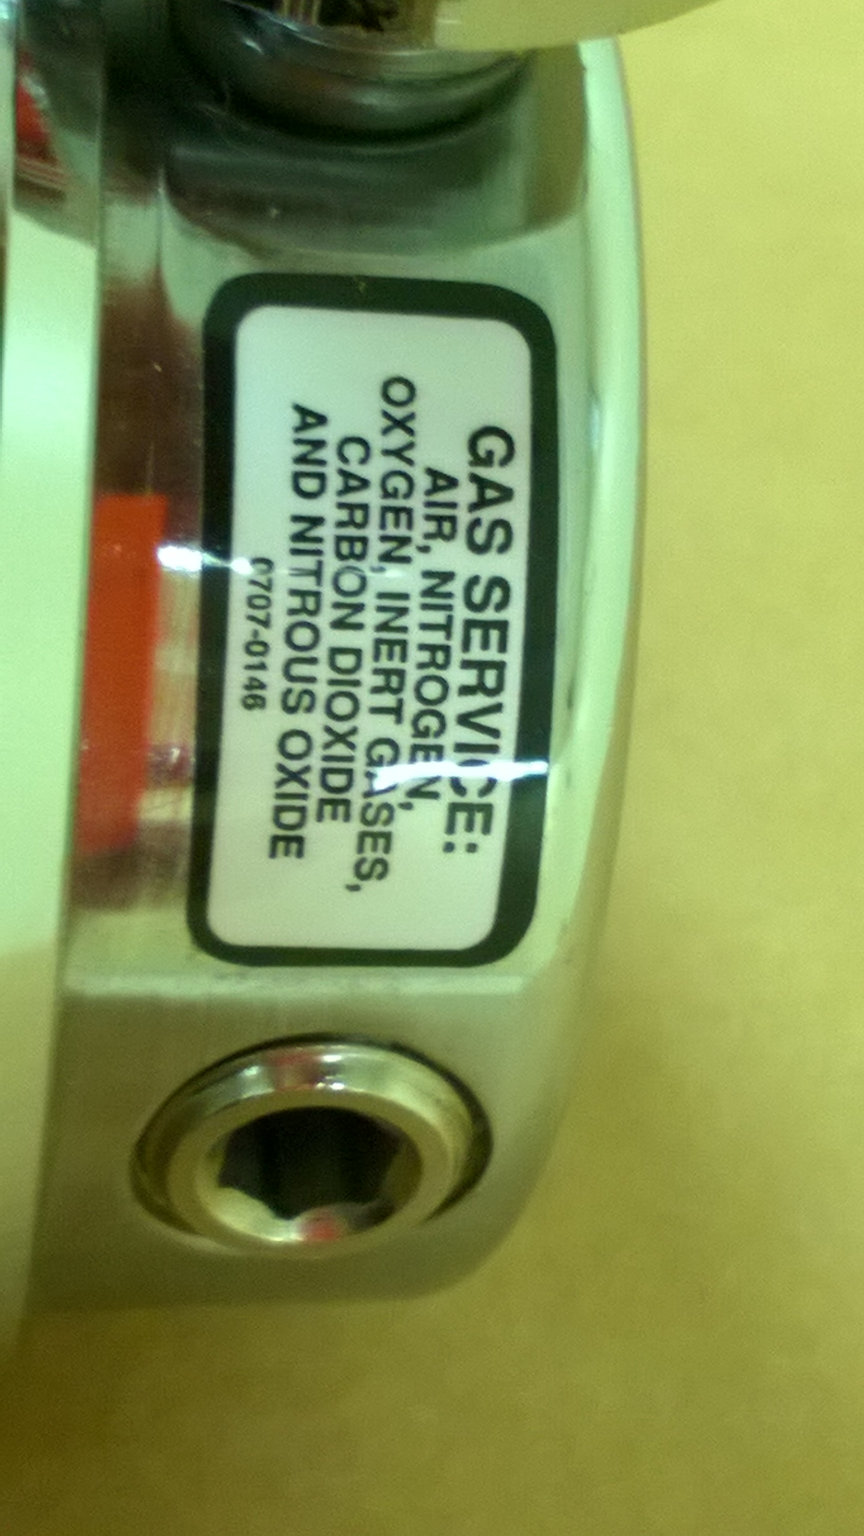 GAS SERVICE:
AIR, NITROGEN,
OXYGEN, INERT GASES,
CARBON DIOXIDE
AND NITROUS OXIDE
0707-0146